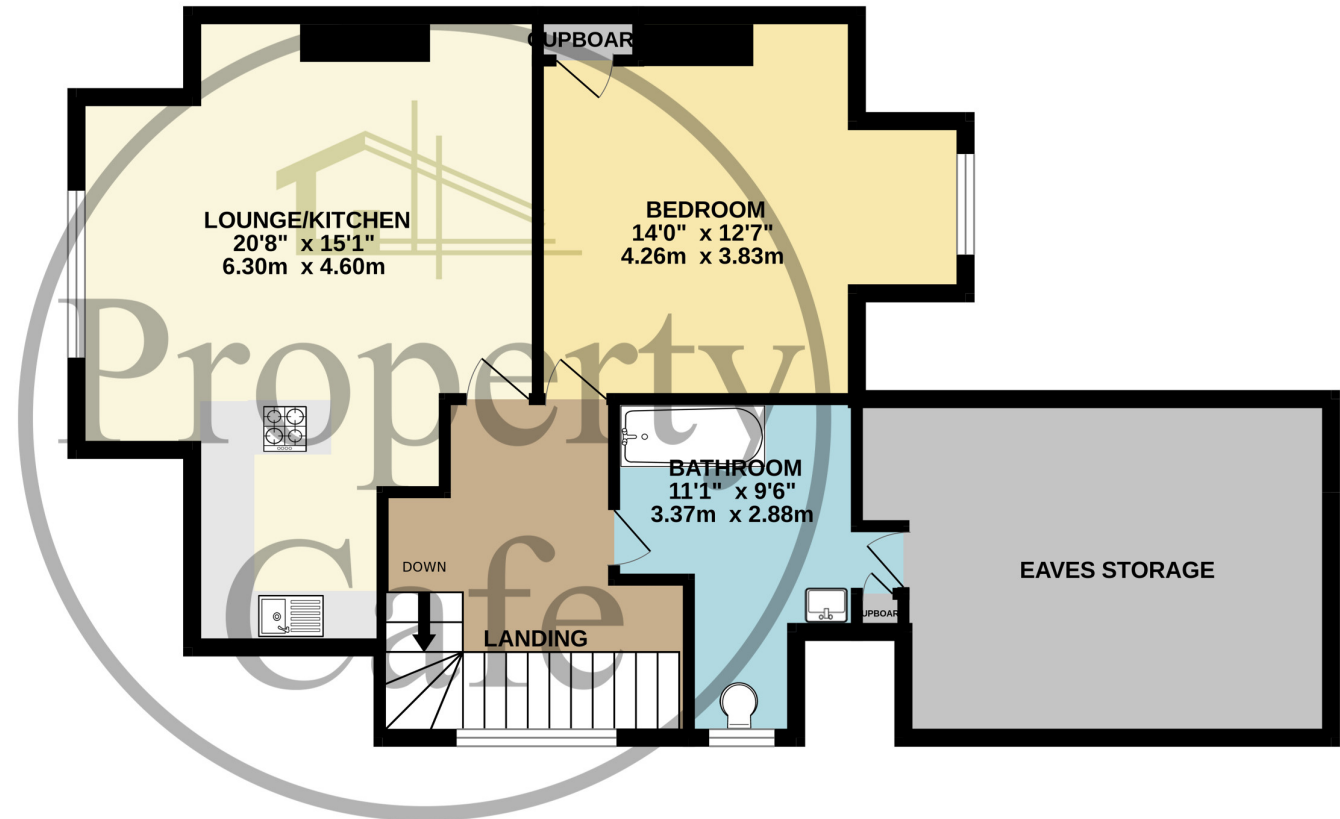 CUPBOAR
LOUNGE/KITCHEN
20'8" x 15'1"
6.30m x 4.60m
BEDROOM
14'0" x 12'7"
4.26m x 3.83m
Property
Cafe
BATHROOM
11'1" x 9'6"
3.37m x 2.88m
DOWN
EAVES STORAGE
UPBOAR
LANDING